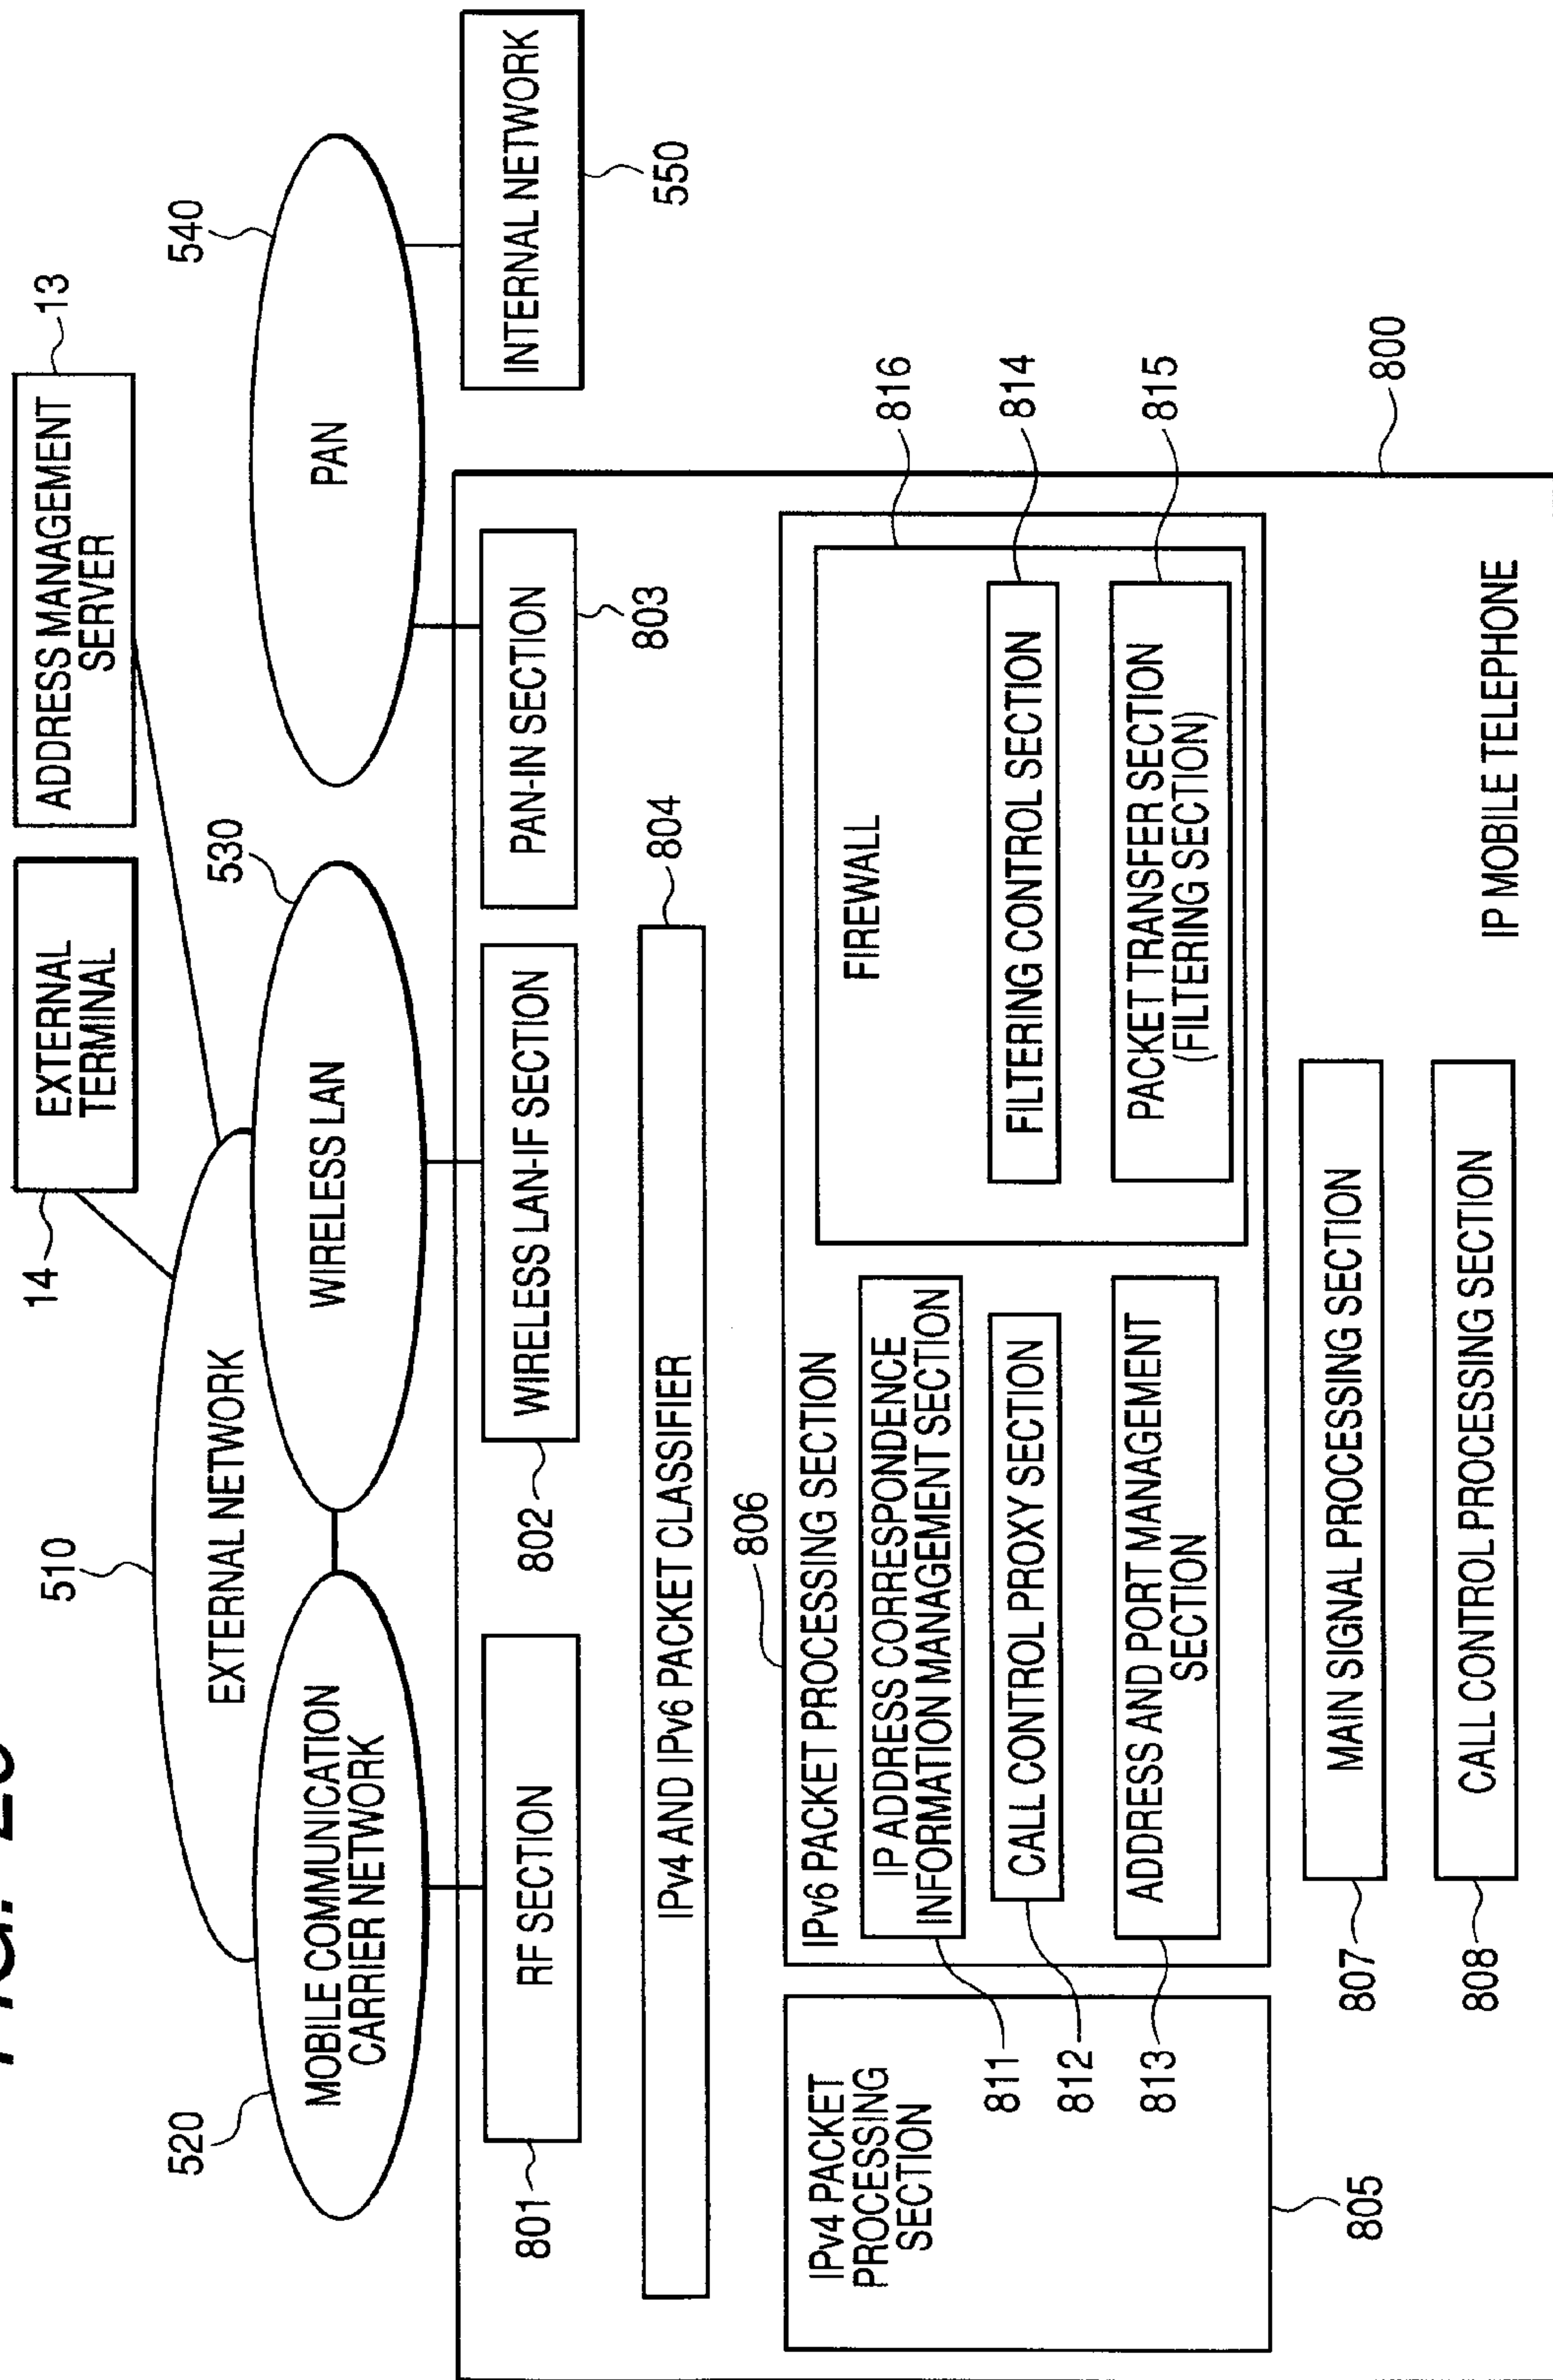 14
EXTERNAL
TERMINAL
ADDRESS MANAGEMENT
SERVER
13
510
EXTERNAL NETWORK
520
MOBILE COMMUNICATION
CARRIER NETWORK
530
WIRELESS LAN
540
PAN
801
RF SECTION
802
WIRELESS LAN-IF SECTION
PAN-IN SECTION
803
INTERNAL NETWORK
550
IPv4 AND IPv6 PACKET CLASSIFIER
804
IPv4 PACKET
PROCESSING
SECTION
805
806
IPv6 PACKET PROCESSING SECTION
IP ADDRESS CORRESPONDENCE
INFORMATION MANAGEMENT SECTION
811
CALL CONTROL PROXY SECTION
812
ADDRESS AND PORT MANAGEMENT
SECTION
813
FIREWALL
816
FILTERING CONTROL SECTION
814
PACKET TRANSFER SECTION
(FILTERING SECTION)
815
800
807
MAIN SIGNAL PROCESSING SECTION
808
CALL CONTROL PROCESSING SECTION
IP MOBILE TELEPHONE